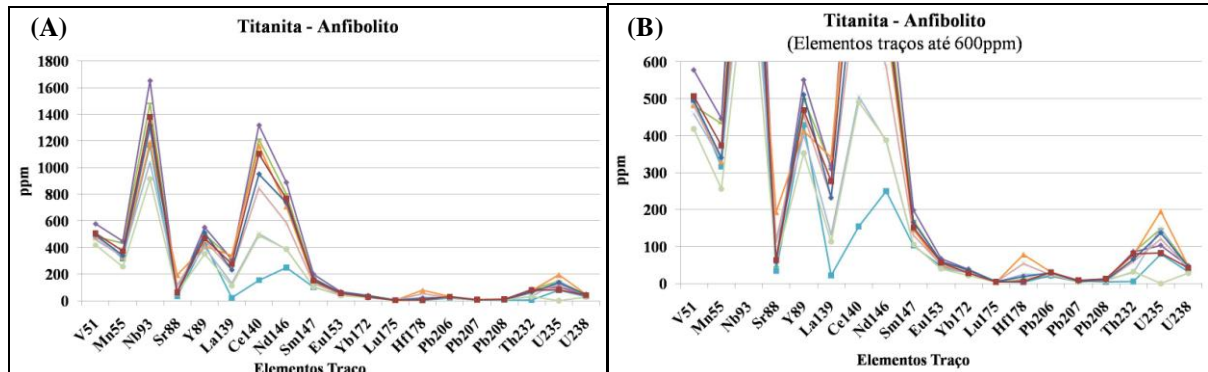 (A)
Titanita - Anfibolito
1800
1600
1400
1200
1000
800
600
400
200
0
ppm
V51
Mn55
Nb93
Sr88
Y89
La139
Ce140
Nd146
Sm147
Eu153
Yb172
Lu175
Hf178
Pb206
Pb207
Pb208
Th232
U235
U238
Elementos Traço
(B)
Titanita - Anfibolito
(Elementos traços até 600ppm)
600
500
400
300
200
100
0
ppm
V51
Mn55
Nb93
Sr88
Y89
La139
Ce140
Nd146
Sm147
Eu153
Yb172
Lu175
Hf178
Pb206
Pb207
Pb208
Th232
U235
U238
Elementos Traço